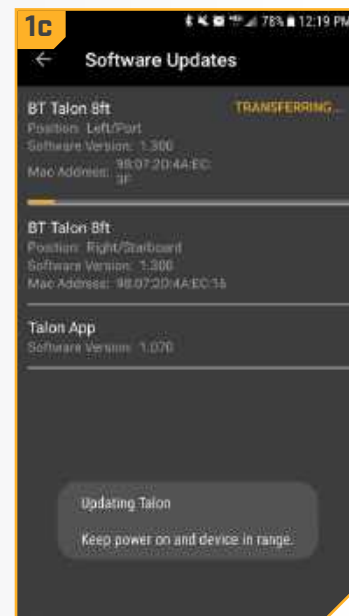 1c
78% 12:19 PM
Software Updates
BT Talon 8ft TRANSFERRING...
Position: Left/Port
Software Version: 1.300
Mac Address: 98:07:2D:4A:EC:
3F
BT Talon 8ft
Position: Right/Starboard
Software Version: 1.300
Mac Address: 98:07:2D:4A:EC:16
Talon App
Software Version: 1.070
Updating Talon
Keep power on and device in range.